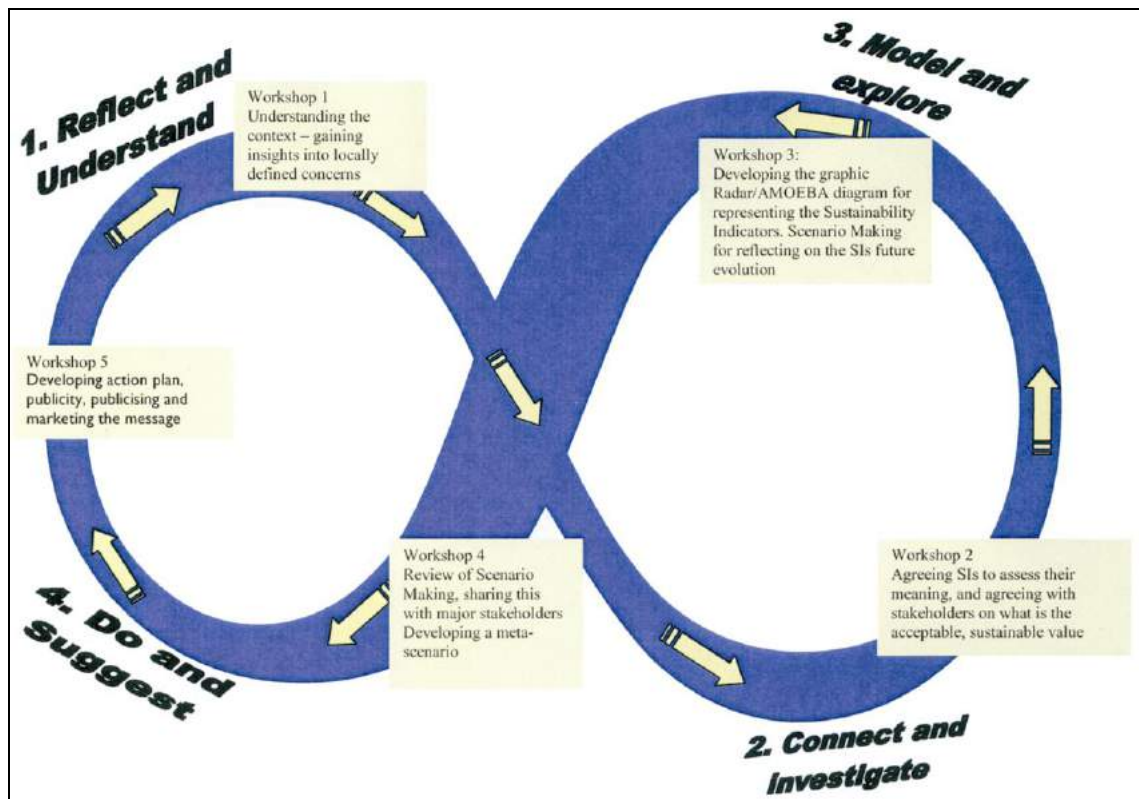 1. Reflect and
Understand
Workshop 1
Understanding the
context – gaining
insights into locally
defined concerns
3. Model and
explore
Workshop 3:
Developing the graphic
Radar/AMOEBA diagram for
representing the Sustainability
Indicators. Scenario Making
for reflecting on the SIs future
evolution
Workshop 5
Developing action plan,
publicity, publicising and
marketing the message
Workshop 4
Review of Scenario
Making, sharing this
with major stakeholders
Developing a meta-
scenario
Workshop 2
Agreeing SIs to assess their
meaning, and agreeing with
stakeholders on what is the
acceptable, sustainable value
4. Do and
Suggest
2. Connect and
investigate